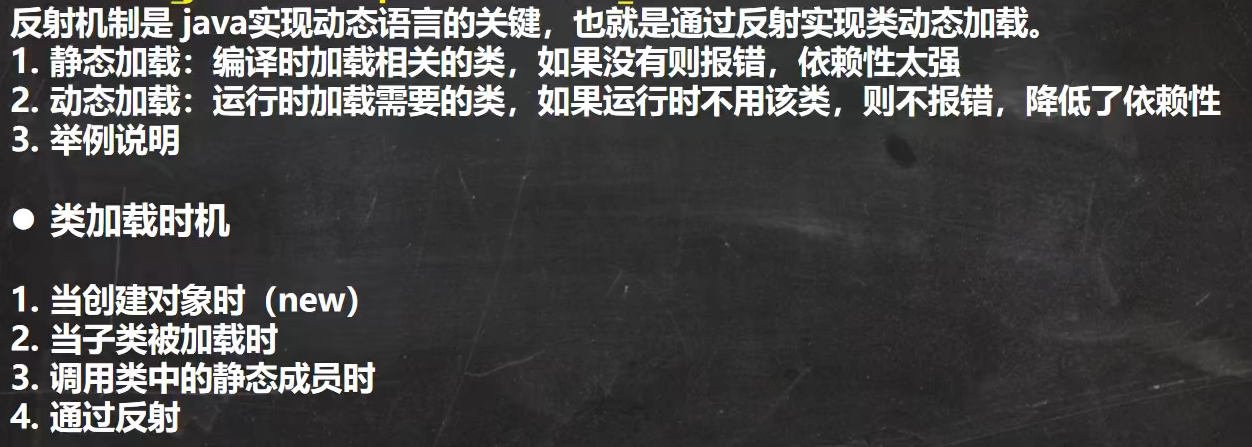 反射机制是 java实现动态语言的关键，也就是通过反射实现类动态加载。
1. 静态加载：编译时加载相关的类，如果没有则报错，依赖性太强
2. 动态加载：运行时加载需要的类，如果运行时不用该类，则不报错，降低了依赖性
3. 举例说明
● 类加载时机
1. 当创建对象时（new）
2. 当子类被加载时
3. 调用类中的静态成员时
4. 通过反射